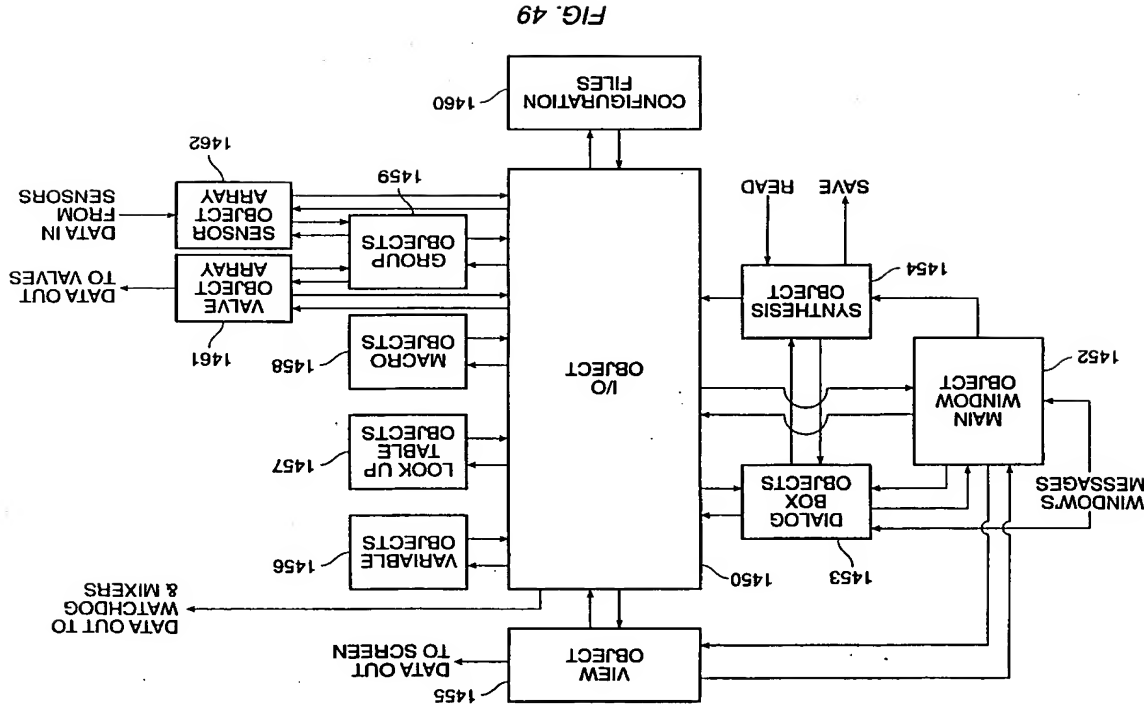 1455
VIEW
OBJECT
DATA OUT
TO SCREEN
DATA OUT TO
WATCHDOG
& MIXERS
WINDOW'S
MESSAGES
1453
DIALOG
BOX
OBJECTS
1452
MAIN
WINDOW
OBJECT
1454
SYNTHESIS
OBJECT
SAVE
READ
1450
I/O
OBJECT
VARIABLE
OBJECTS
1456
LOOK UP
TABLE
OBJECTS
1457
MACRO
OBJECTS
1458
1461
VALVE
OBJECT
ARRAY
DATA OUT
TO VALVES
GROUP
OBJECTS
1459
SENSOR
OBJECT
ARRAY
1462
DATA IN
FROM
SENSORS
CONFIGURATION
FILES
1460
FIG. 49